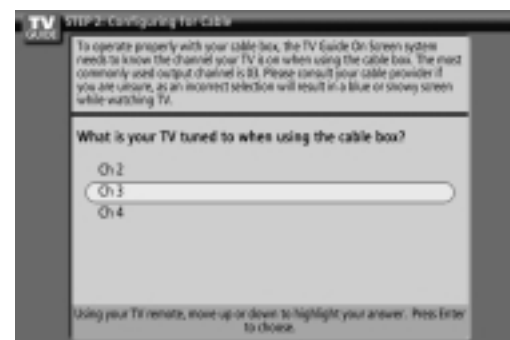 TV
GUIDE
STEP 2: Configuring for Cable
To operate properly with your cable box, the TV Guide On Screen system
needs to know the channel your TV is on when using the cable box. The most
commonly used output channel is 03. Please consult your cable provider if
you are unsure, as an incorrect selection will result in a blue or snowy screen
while watching TV.
What is your TV tuned to when using the cable box?
Ch 2
Ch 3
Ch 4
Using your TV remote, move up or down to highlight your answer. Press Enter
to choose.